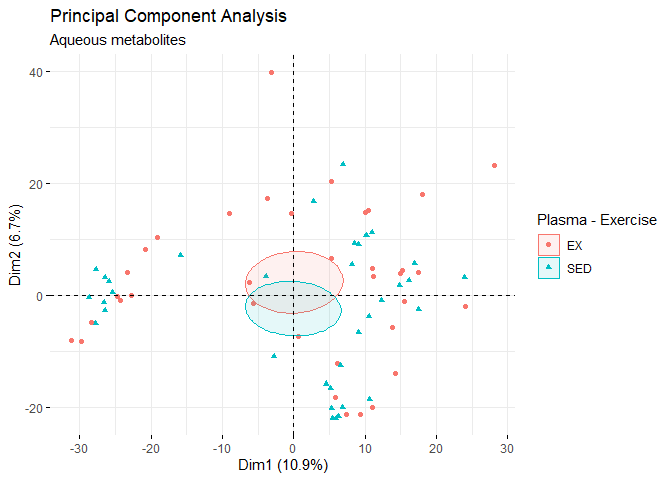 Principal Component Analysis
Aqueous metabolites
Dim2 (6.7%)
40
20
0
-20
-30
-20
-10
0
10
20
30
Dim1 (10.9%)
Plasma - Exercise
EX
SED